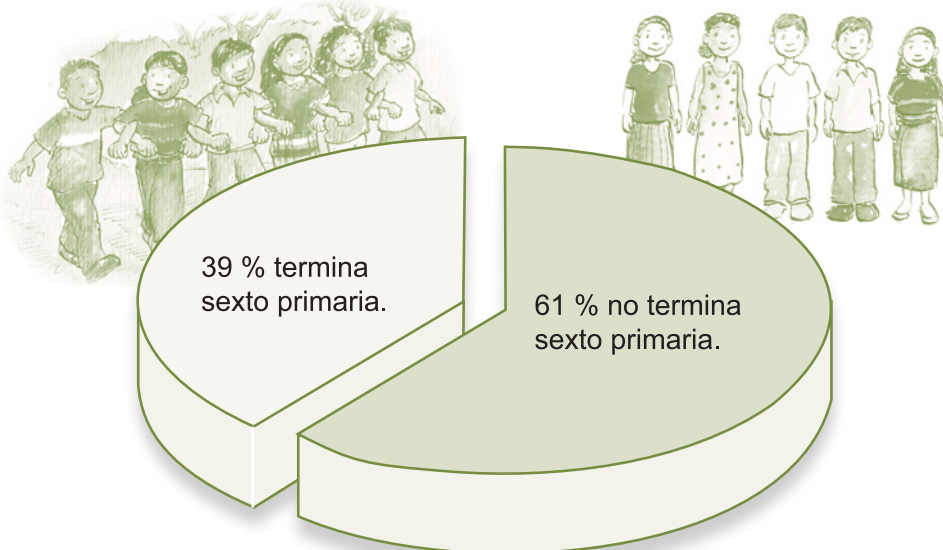 39 % termina
sexto primaria.
61 % no termina
sexto primaria.